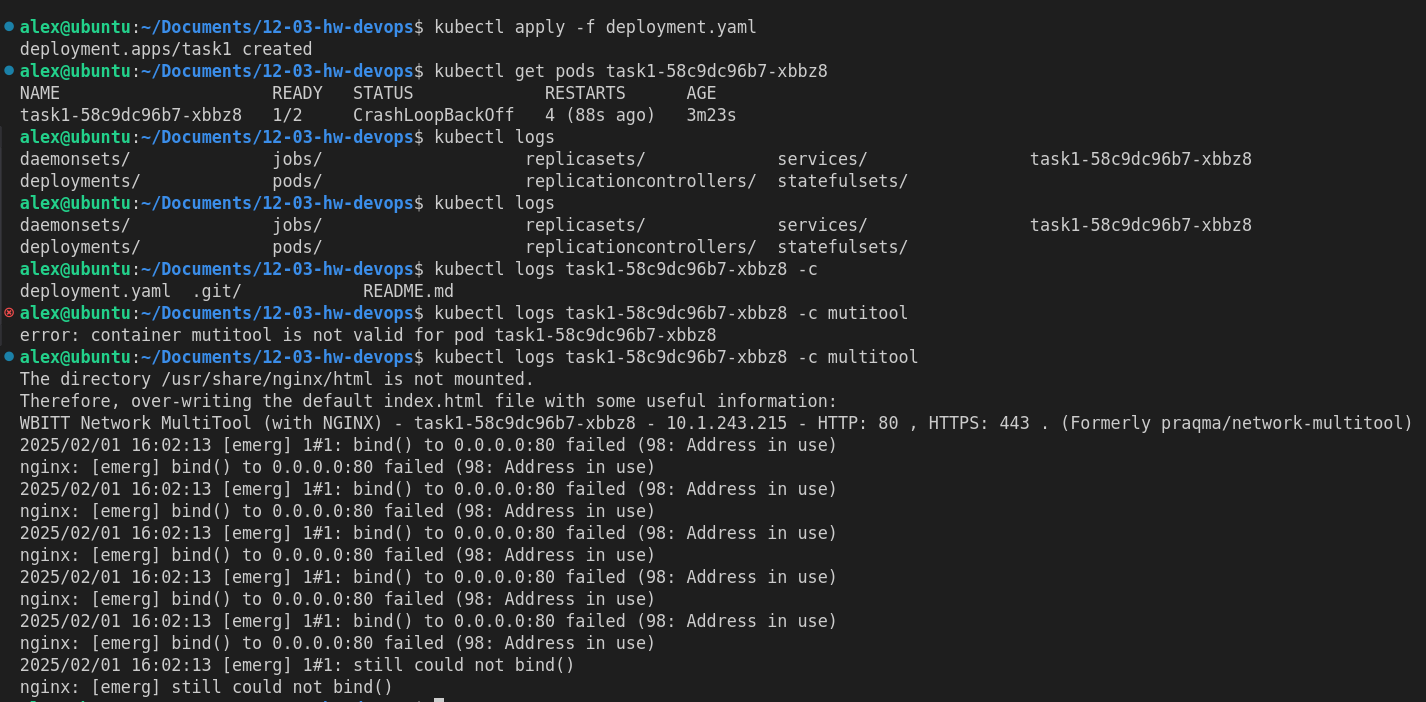 alex@ubuntu:~/Documents/12-03-hw-devops$ kubectl apply -f deployment.yaml
deployment.apps/task1 created
alex@ubuntu:~/Documents/12-03-hw-devops$ kubectl get pods task1-58c9dc96b7-xbbz8
NAME                     READY   STATUS             RESTARTS      AGE
task1-58c9dc96b7-xbbz8   1/2     CrashLoopBackOff   4 (88s ago)   3m23s
alex@ubuntu:~/Documents/12-03-hw-devops$ kubectl logs
daemonsets/              jobs/                    replicasets/             services/                task1-58c9dc96b7-xbbz8
deployments/             pods/                    replicationcontrollers/  statefulsets/
alex@ubuntu:~/Documents/12-03-hw-devops$ kubectl logs
daemonsets/              jobs/                    replicasets/             services/                task1-58c9dc96b7-xbbz8
deployments/             pods/                    replicationcontrollers/  statefulsets/
alex@ubuntu:~/Documents/12-03-hw-devops$ kubectl logs task1-58c9dc96b7-xbbz8 -c
deployment.yaml  .git/            README.md
alex@ubuntu:~/Documents/12-03-hw-devops$ kubectl logs task1-58c9dc96b7-xbbz8 -c mutitool
error: container mutitool is not valid for pod task1-58c9dc96b7-xbbz8
alex@ubuntu:~/Documents/12-03-hw-devops$ kubectl logs task1-58c9dc96b7-xbbz8 -c multitool
The directory /usr/share/nginx/html is not mounted.
Therefore, over-writing the default index.html file with some useful information:
WBITT Network MultiTool (with NGINX) - task1-58c9dc96b7-xbbz8 - 10.1.243.215 - HTTP: 80 , HTTPS: 443 . (Formerly praqma/network-multitool)
2025/02/01 16:02:13 [emerg] 1#1: bind() to 0.0.0.0:80 failed (98: Address in use)
nginx: [emerg] bind() to 0.0.0.0:80 failed (98: Address in use)
2025/02/01 16:02:13 [emerg] 1#1: bind() to 0.0.0.0:80 failed (98: Address in use)
nginx: [emerg] bind() to 0.0.0.0:80 failed (98: Address in use)
2025/02/01 16:02:13 [emerg] 1#1: bind() to 0.0.0.0:80 failed (98: Address in use)
nginx: [emerg] bind() to 0.0.0.0:80 failed (98: Address in use)
2025/02/01 16:02:13 [emerg] 1#1: bind() to 0.0.0.0:80 failed (98: Address in use)
nginx: [emerg] bind() to 0.0.0.0:80 failed (98: Address in use)
2025/02/01 16:02:13 [emerg] 1#1: bind() to 0.0.0.0:80 failed (98: Address in use)
nginx: [emerg] bind() to 0.0.0.0:80 failed (98: Address in use)
2025/02/01 16:02:13 [emerg] 1#1: still could not bind()
nginx: [emerg] still could not bind()